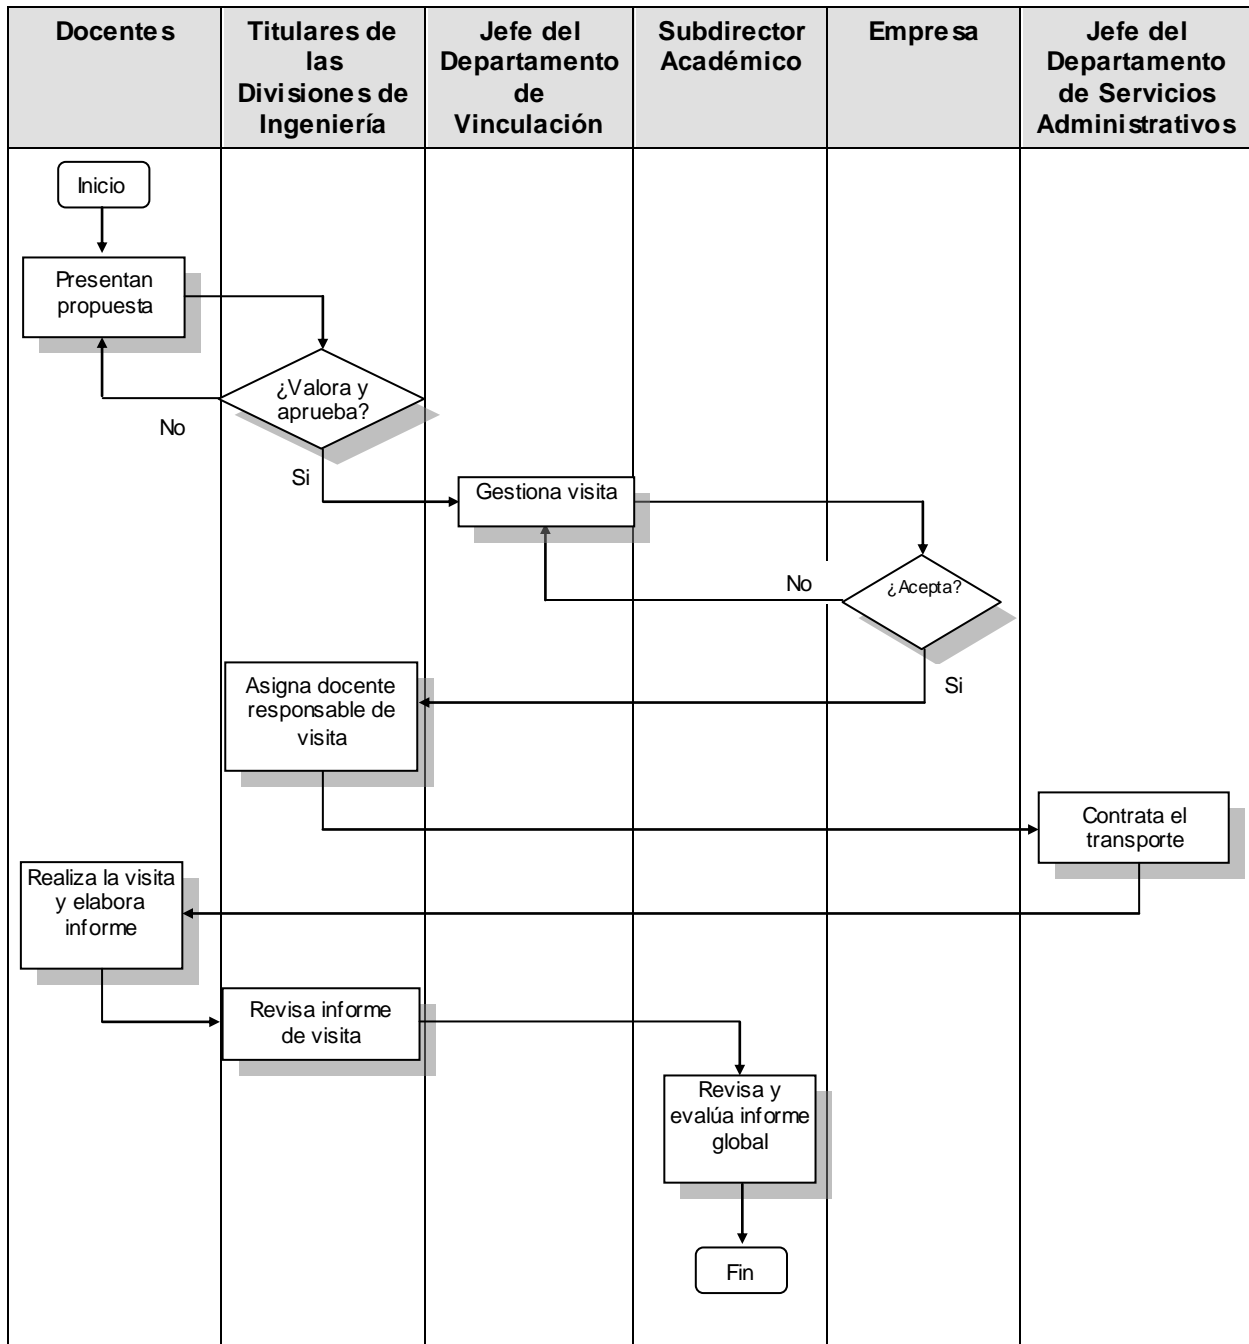 Docentes
Titulares de
las
Divisiones de
Ingeniería
Jefe del
Departamento
de
Vinculación
Subdirector
Académico
Empresa
Jefe del
Departamento
de Servicios
Administrativos
Inicio
Presentan
propuesta
¿Valora y
aprueba?
No
Si
Gestiona visita
¿Acepta?
No
Si
Asigna docente
responsable de
visita
Contrata el
transporte
Realiza la visita
y elabora
informe
Revisa informe
de visita
Revisa y
evalúa informe
global
Fin